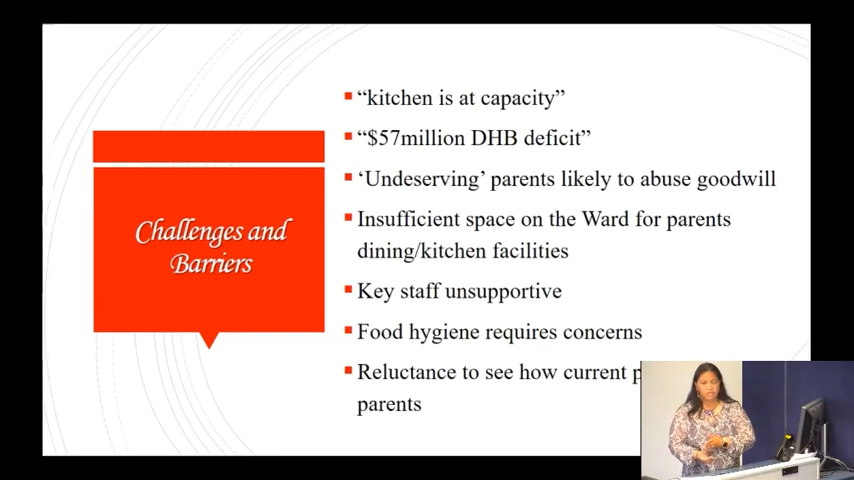 Challenges and
Barriers
“kitchen is at capacity”
“$57million DHB deficit”
‘Undeserving’ parents likely to abuse goodwill
Insufficient space on the Ward for parents
dining/kitchen facilities
Key staff unsupportive
Food hygiene requires concerns
Reluctance to see how current
parents